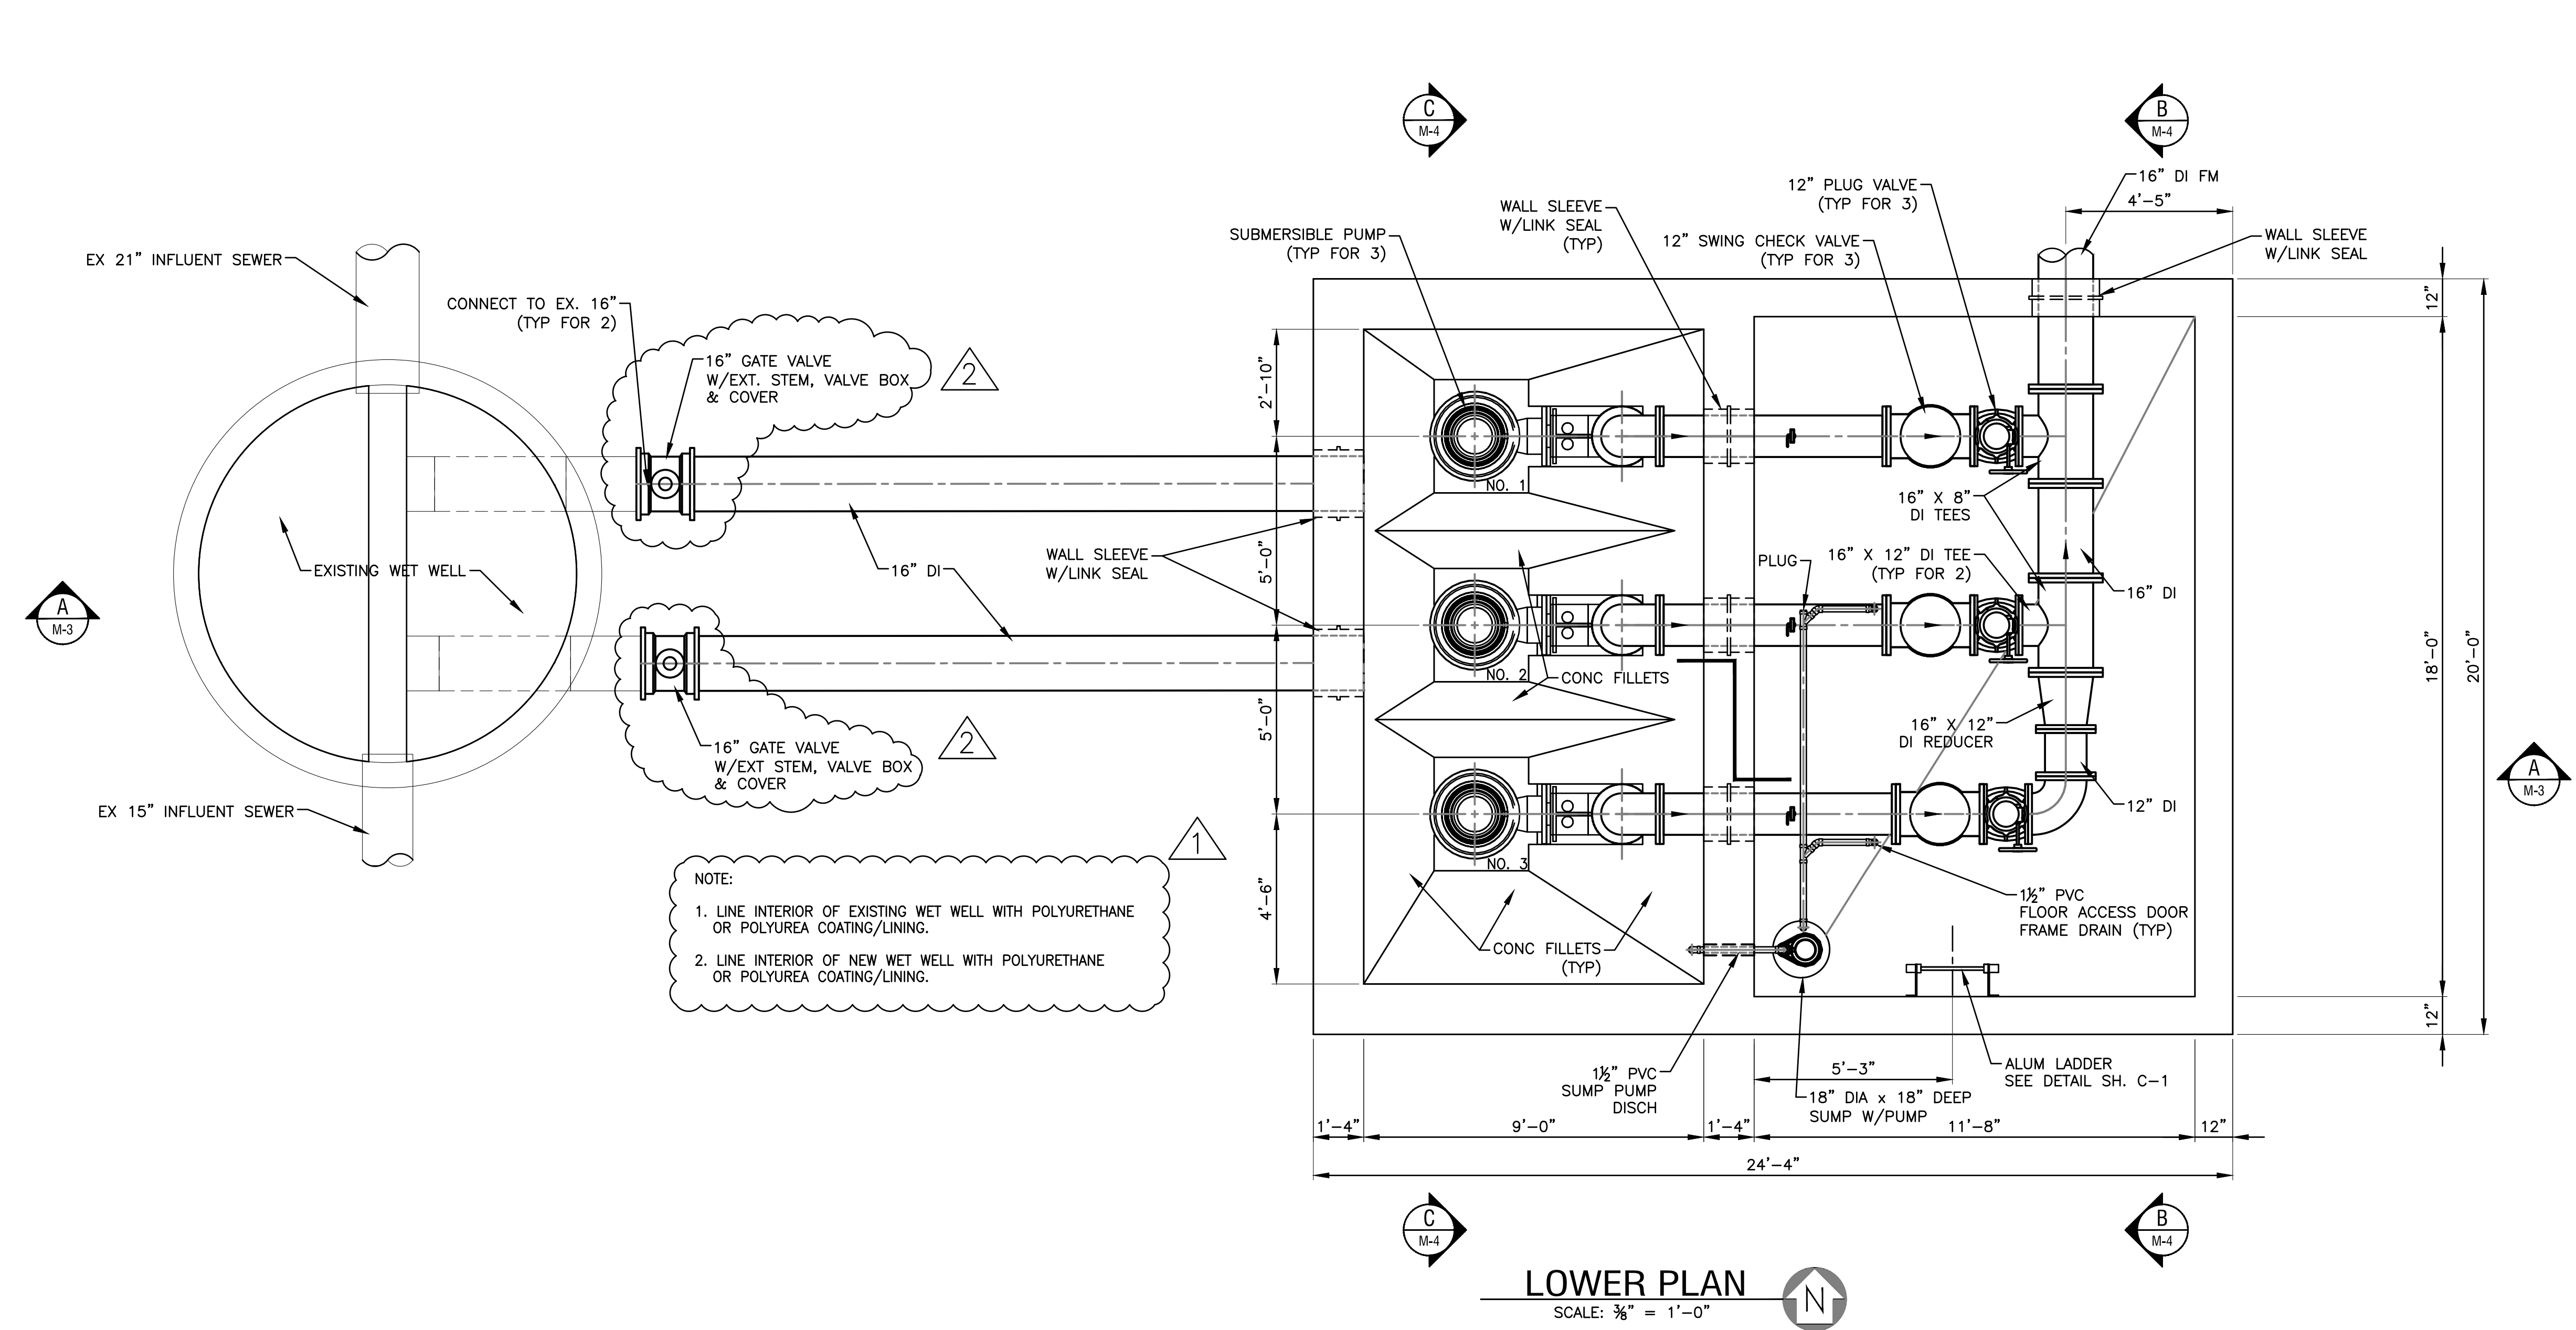 C
M-4
B
M-4
16" DI FM
4'-5"
12" PLUG VALVE
(TYP FOR 3)
WALL SLEEVE
W/LINK SEAL
(TYP)
SUBMERSIBLE PUMP
(TYP FOR 3)
12" SWING CHECK VALVE
(TYP FOR 3)
WALL SLEEVE
W/LINK SEAL
EX 21" INFLUENT SEWER
CONNECT TO EX. 16"
(TYP FOR 2)
16" GATE VALVE
W/EXT. STEM, VALVE BOX
& COVER
2
12"
2'-10"
NO. 1
16" X 8"
DI TEES
EXISTING WET WELL
16" DI
WALL SLEEVE
W/LINK SEAL
5'-0"
PLUG
16" X 12" DI TEE
(TYP FOR 2)
16" DI
A
M-3
NO. 2
CONC FILLETS
18'-0"
20'-0"
5'-0"
16" X 12"
DI REDUCER
16" GATE VALVE
W/EXT STEM, VALVE BOX
& COVER
2
A
M-3
EX 15" INFLUENT SEWER
12" DI
1
NO. 3
NOTE:
1. LINE INTERIOR OF EXISTING WET WELL WITH POLYURETHANE
OR POLYUREA COATING/LINING.
2. LINE INTERIOR OF NEW WET WELL WITH POLYURETHANE
OR POLYUREA COATING/LINING.
4'-6"
1½" PVC
FLOOR ACCESS DOOR
FRAME DRAIN (TYP)
CONC FILLETS
(TYP)
12"
1½" PVC
SUMP PUMP
DISCH
5'-3"
ALUM LADDER
SEE DETAIL SH. C-1
18" DIA x 18" DEEP
SUMP W/PUMP
1'-4"
9'-0"
1'-4"
11'-8"
12"
24'-4"
C
M-4
B
M-4
LOWER PLAN
N
SCALE: ⅜" = 1'-0"